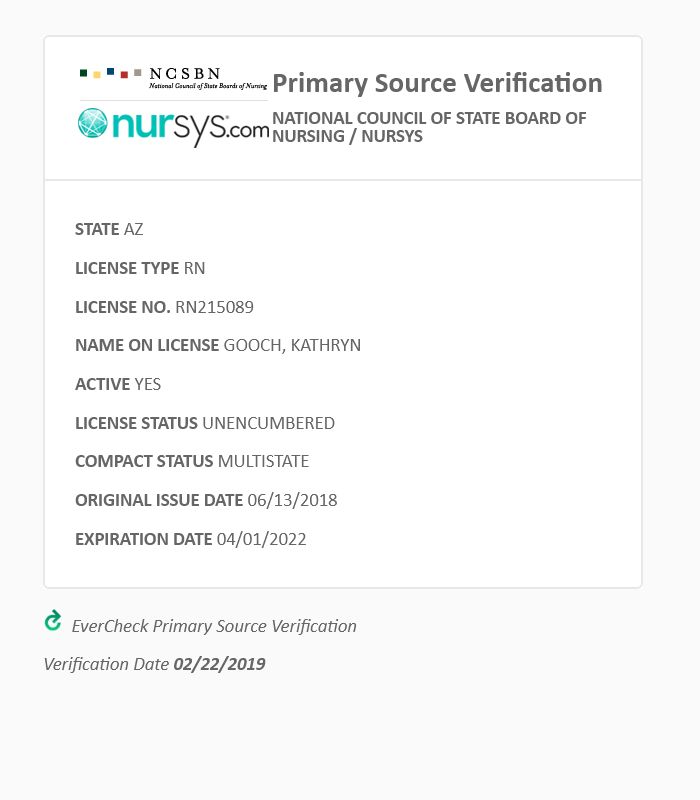 NCSBN
National Council of State Boards of Nursing
nursys.com
Primary Source Verification
NATIONAL COUNCIL OF STATE BOARD OF
NURSING / NURSYS
STATE AZ
LICENSE TYPE RN
LICENSE NO. RN215089
NAME ON LICENSE GOOCH, KATHRYN
ACTIVE YES
LICENSE STATUS UNENCUMBERED
COMPACT STATUS MULTISTATE
ORIGINAL ISSUE DATE 06/13/2018
EXPIRATION DATE 04/01/2022
EverCheck Primary Source Verification
Verification Date 02/22/2019